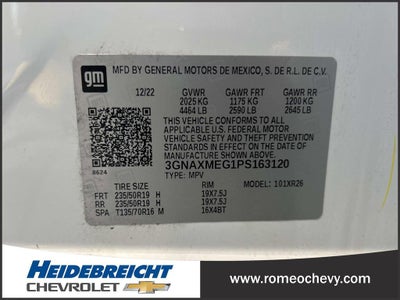 gm
MFD BY GENERAL MOTORS DE MEXICO, S. DE R.L. DE C.V.
12/22 GVWR GAWR FRT GAWR RR
2025 KG 1175 KG 1200 KG
4464 LB 2590 LB 2645 LB
THIS VEHICLE CONFORMS TO ALL
APPLICABLE U.S. FEDERAL MOTOR
VEHICLE SAFETY AND THEFT PREVENTION
STANDARDS IN EFFECT ON THE DATE OF
MANUFACTURE SHOWN ABOVE.
3GNAXMEG1PS163120
8624
TYPE: MPV MODEL: 101XR26
TIRE SIZE RIM
FRT 235/50R19 H 19X7.5J
RR 235/50R19 H 19X7.5J
SPA T135/70R16 M 16X4BT
HEIDEBREICHT
CHEVROLET
www.romeochevy.com